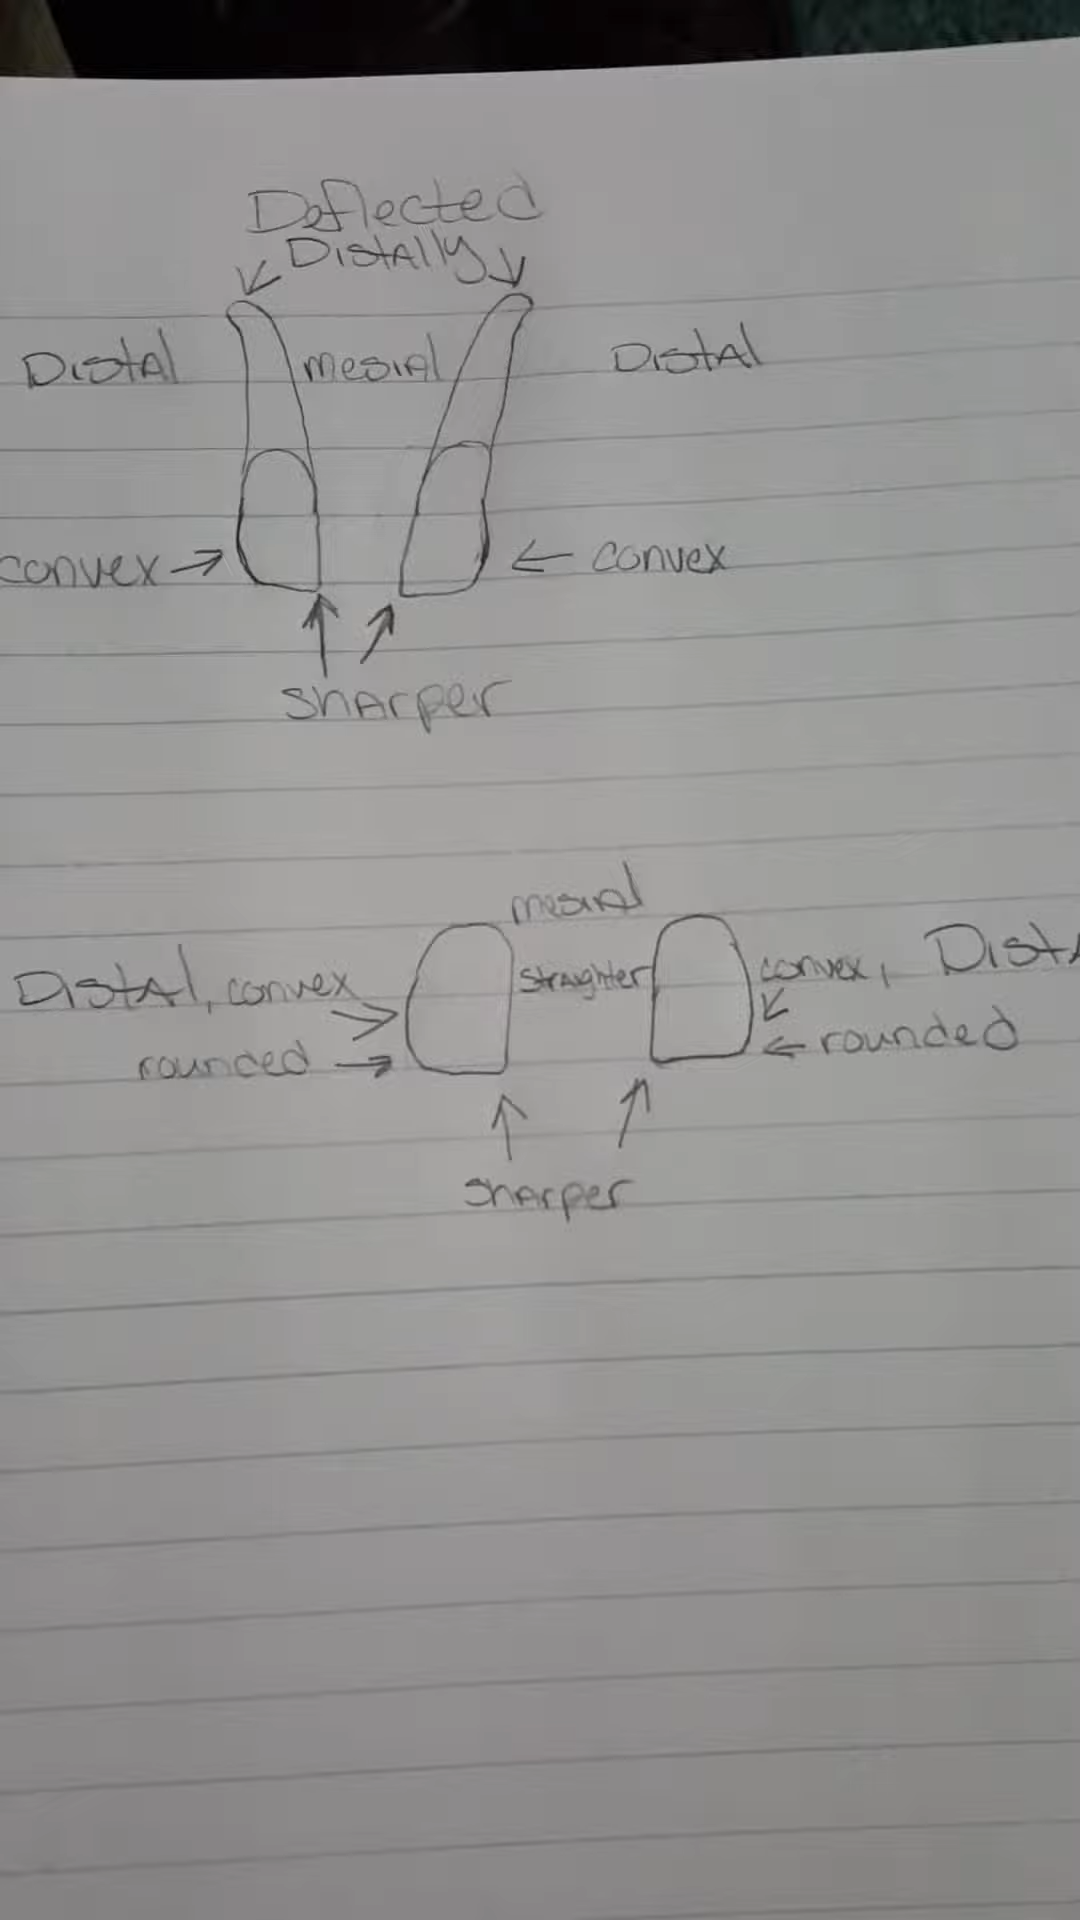 Deflected
Distally
Distal mesial Distal
convex → ← convex
sharper
mesial
Distal, convex straighter convex,
rounded → ← rounded
sharper